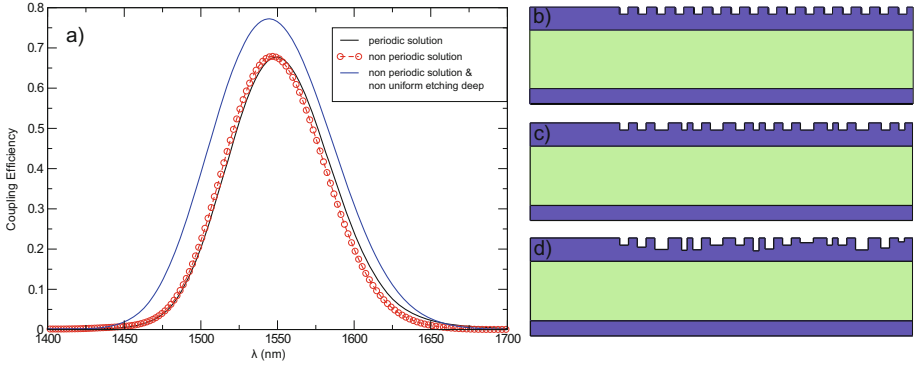 a)
periodic solution
non periodic solution
non periodic solution &
non uniform etching deep
Coupling Efficiency
0.8
0.7
0.6
0.5
0.4
0.3
0.2
0.1
0
1400
1450
1500
1550
1600
1650
1700
λ (nm)
b)
c)
d)